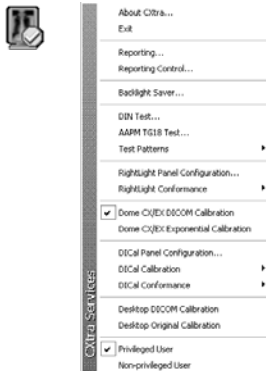 About CXtra...
Exit
Reporting...
Reporting Control...
Backlight Saver...
DIN Test...
AAPM TG18 Test...
Test Patterns
RightLight Panel Configuration...
RightLight Conformance
Dome CX/EX DICOM Calibration
Dome CX/EX Exponential Calibration
DICal Panel Configuration...
DICal Calibration
DICal Conformance
Desktop DICOM Calibration
Desktop Original Calibration
Privileged User
Non-privileged User
CXtra Services